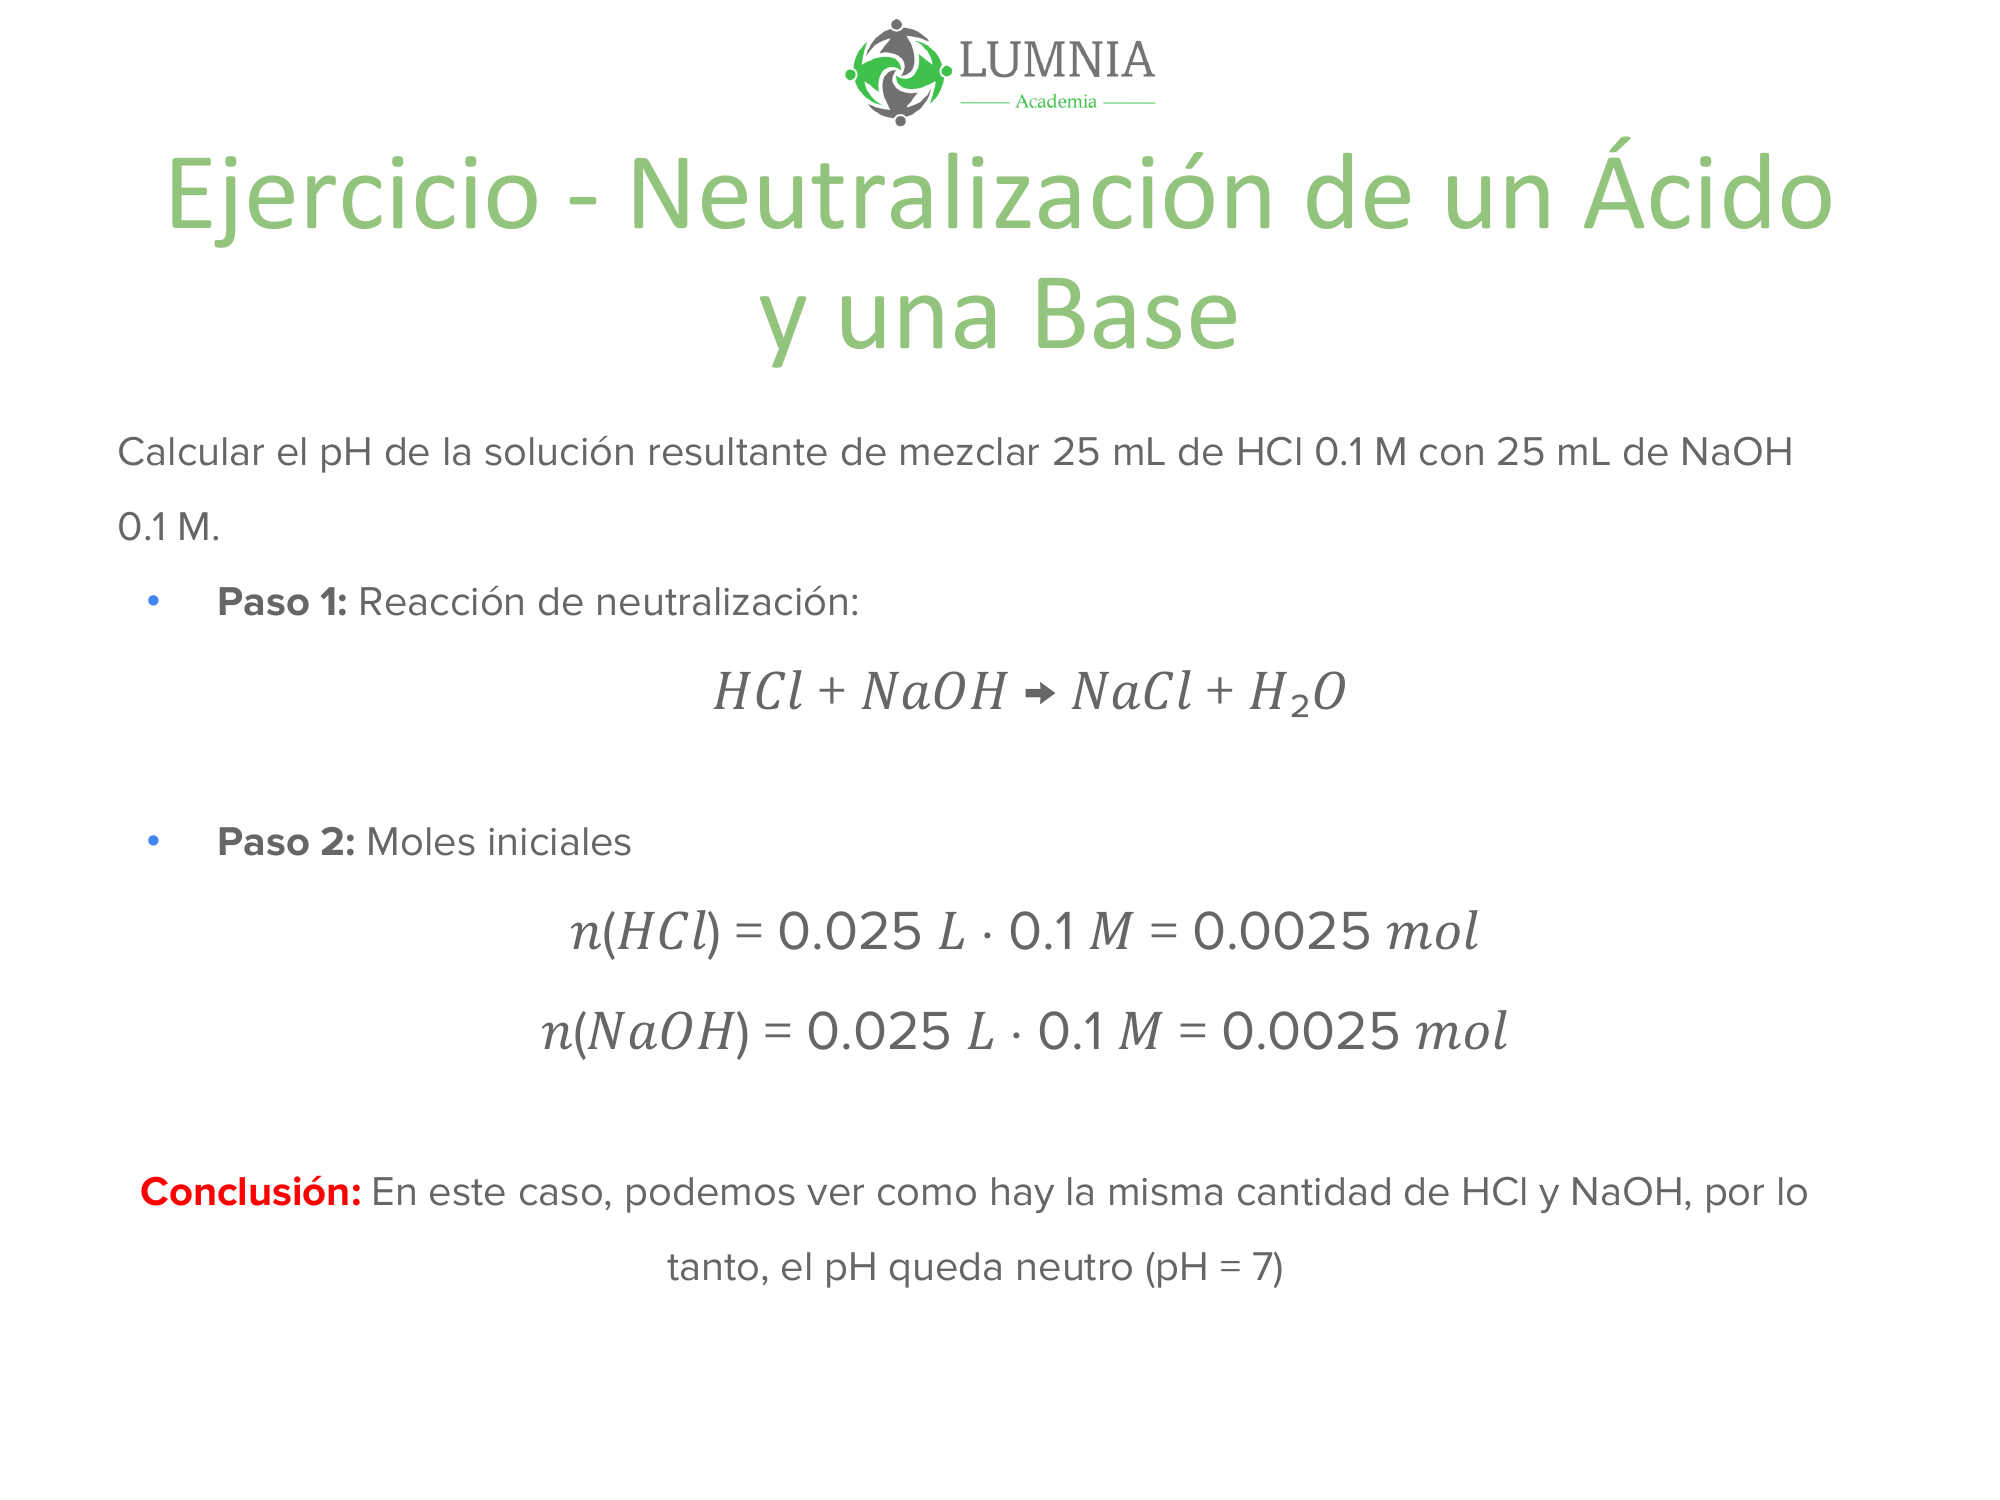 LUMNIA
Academia
Ejercicio - Neutralización de un Ácido
y una Base
Calcular el pH de la solución resultante de mezclar 25 mL de HCl 0.1 M con 25 mL de NaOH
0.1 M.
• Paso 1: Reacción de neutralización:
HCl + NaOH → NaCl + H₂O
• Paso 2: Moles iniciales
n(HCl) = 0.025 L · 0.1 M = 0.0025 mol
n(NaOH) = 0.025 L · 0.1 M = 0.0025 mol
Conclusión: En este caso, podemos ver como hay la misma cantidad de HCl y NaOH, por lo
tanto, el pH queda neutro (pH = 7)